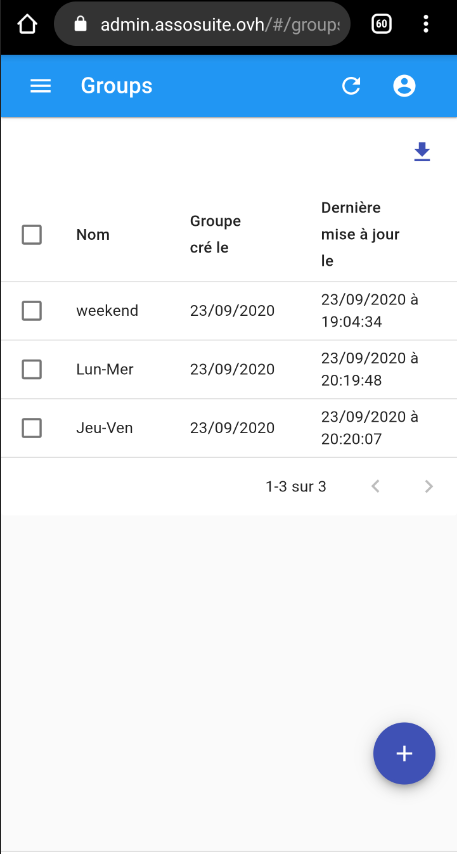 admin.assosuite.ovh/#/groups
60
Groups
Nom
Groupe
cré le
Dernière
mise à jour
le
weekend
23/09/2020
23/09/2020 à
19:04:34
Lun-Mer
23/09/2020
23/09/2020 à
20:19:48
Jeu-Ven
23/09/2020
23/09/2020 à
20:20:07
1-3 sur 3